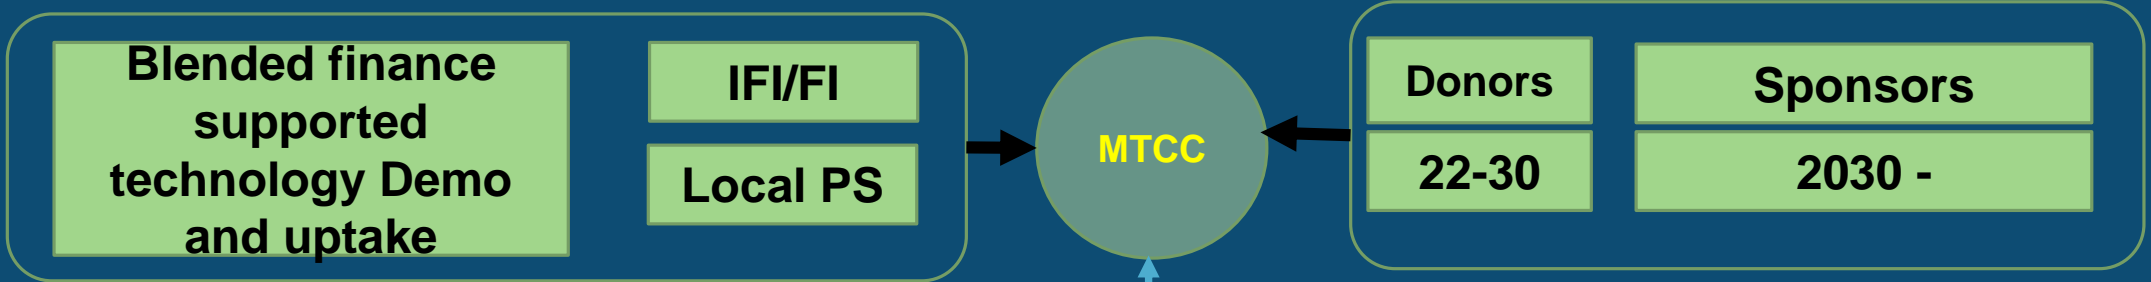 Blended finance
supported
technology Demo
and uptake
IFI/FI
Local PS
MTCC
Donors
Sponsors
22-30
2030 -